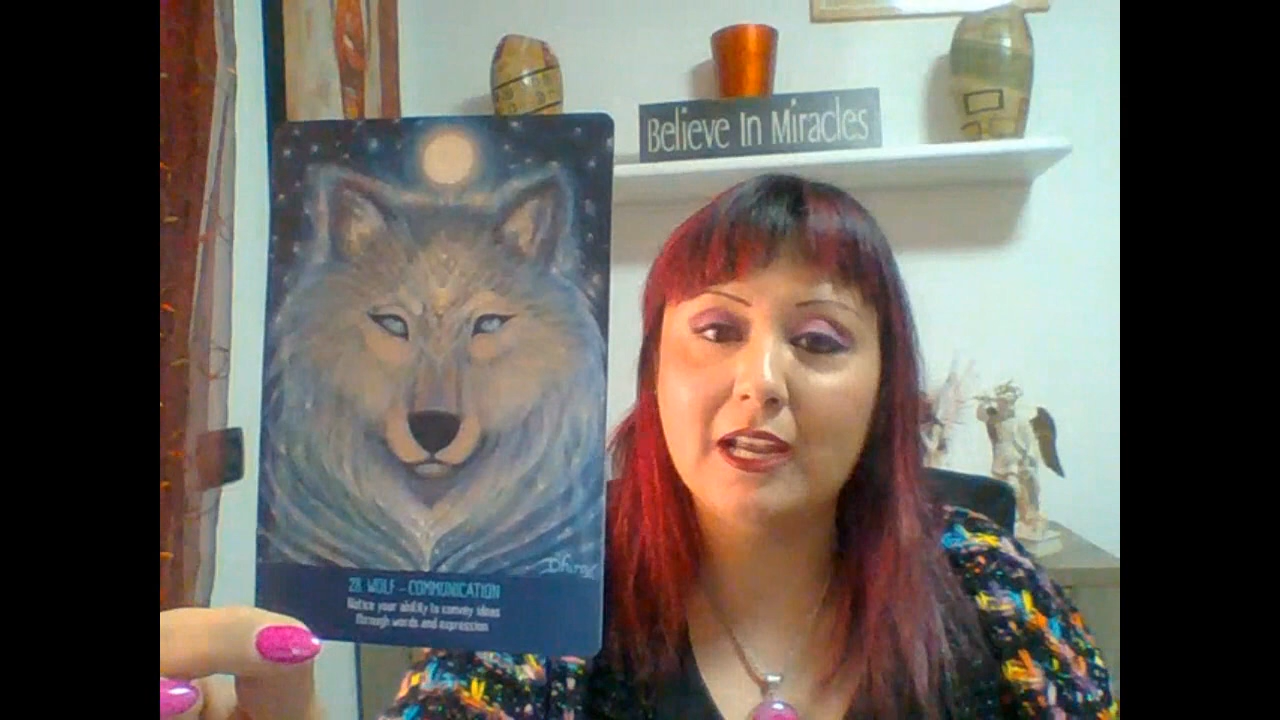 Believe In Miracles
28. WOLF - COMMUNICATION
Notice your ability to convey ideas
through words and expression